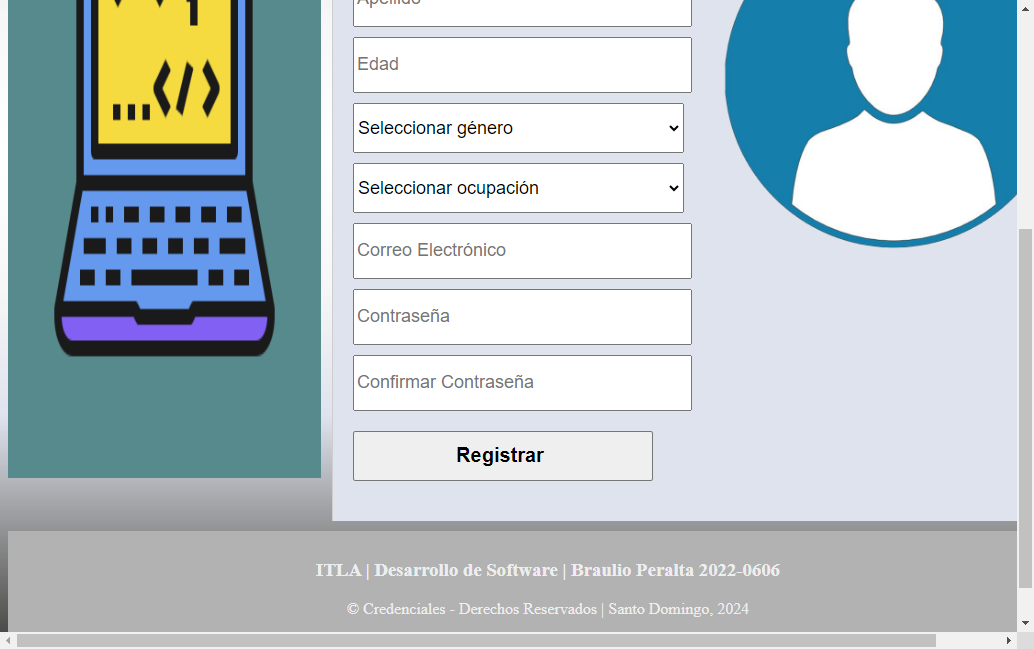 1
...</>
Apellido
Edad
Seleccionar género
Seleccionar ocupación
Correo Electrónico
Contraseña
Confirmar Contraseña
Registrar
ITLA | Desarrollo de Software | Braulio Peralta 2022-0606
© Credenciales - Derechos Reservados | Santo Domingo, 2024